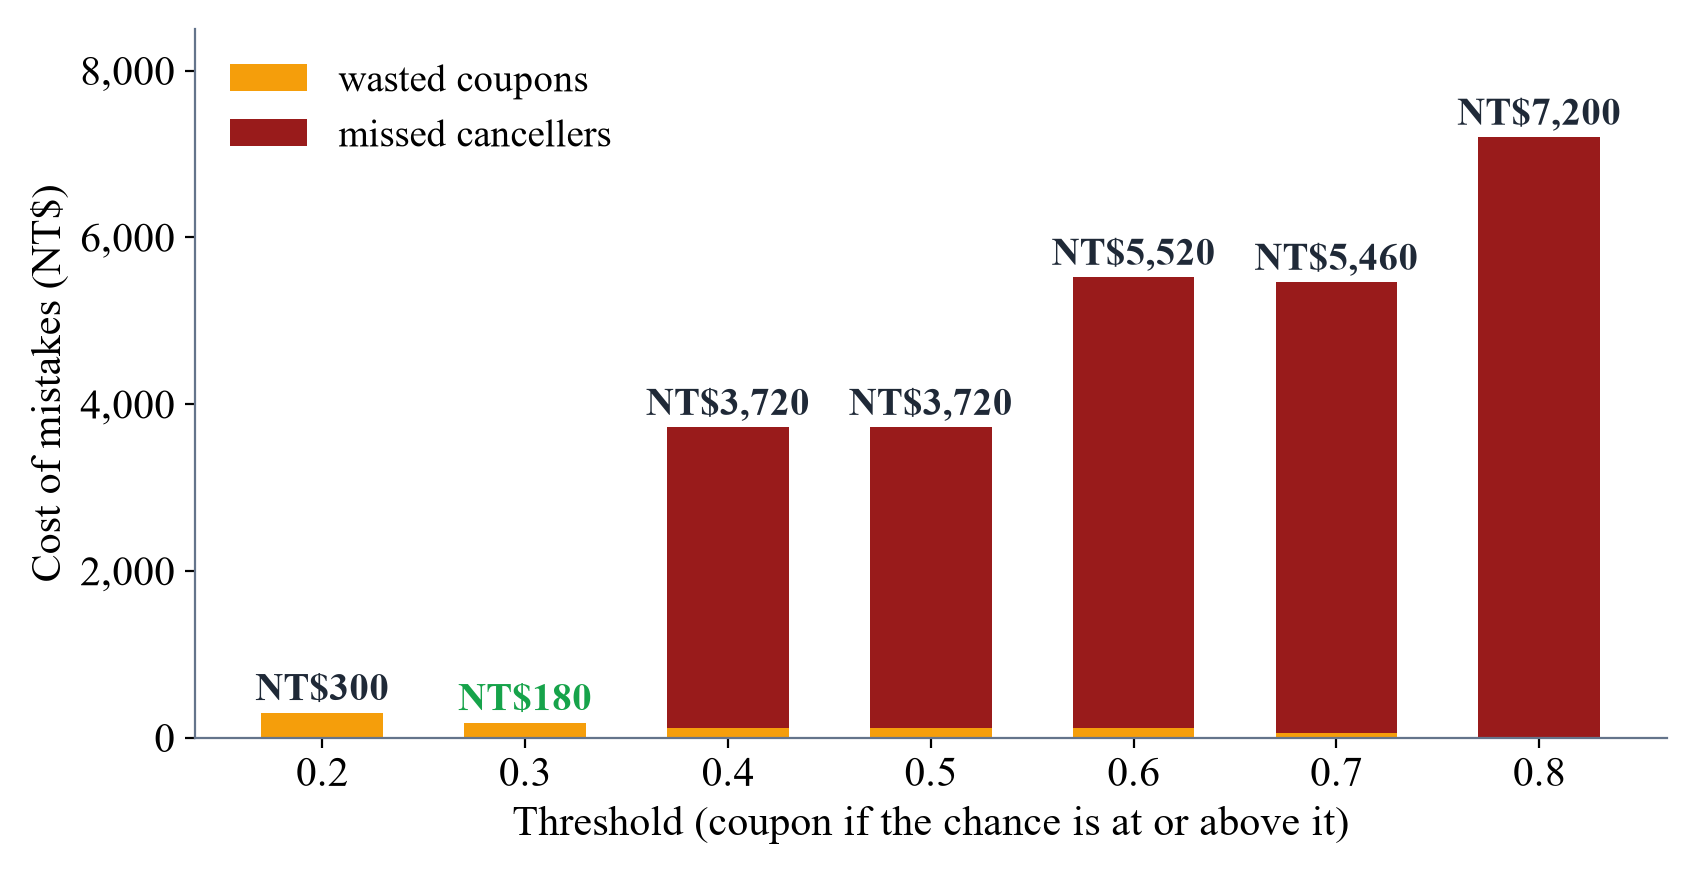 wasted coupons
missed cancellers
Cost of mistakes (NT$)
8,000
6,000
4,000
2,000
0
NT$300
NT$180
NT$3,720
NT$3,720
NT$5,520
NT$5,460
NT$7,200
0.2
0.3
0.4
0.5
0.6
0.7
0.8
Threshold (coupon if the chance is at or above it)